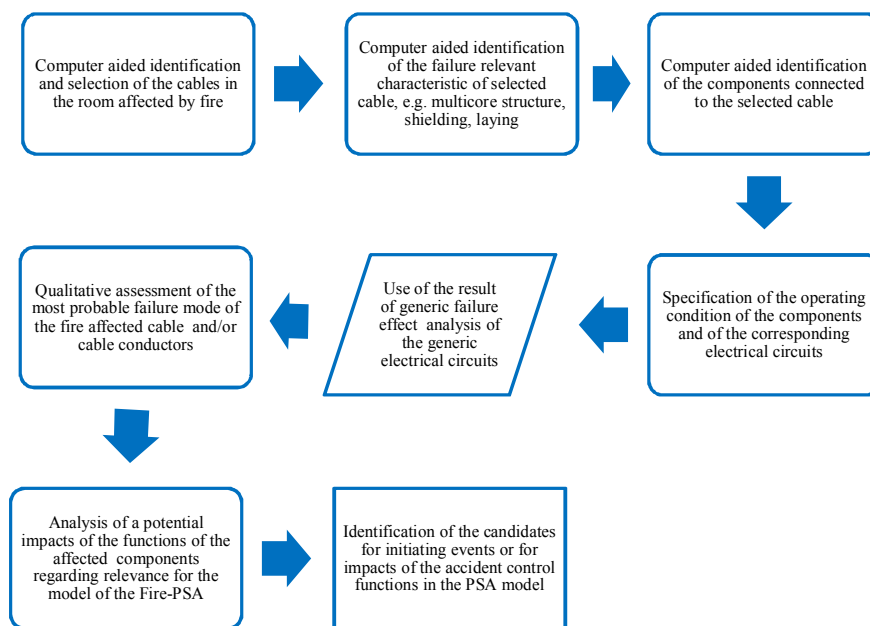 Computer aided identification
and selection of the cables in
the room affected by fire
Computer aided identification
of the failure relevant
characteristic of selected
cable, e.g. multicore structure,
shielding, laying
Computer aided identification
of the components connected
to the selected cable
Specification of the operating
condition of the components
and of the corresponding
electrical circuits
Use of the result
of generic failure
effect analysis of
the generic
electrical circuits
Qualitative assessment of the
most probable failure mode of
the fire affected cable and/or
cable conductors
Analysis of a potential
impacts of the functions of the
affected components
regarding relevance for the
model of the Fire-PSA
Identification of the candidates
for initiating events or for
impacts of the accident control
functions in the PSA model